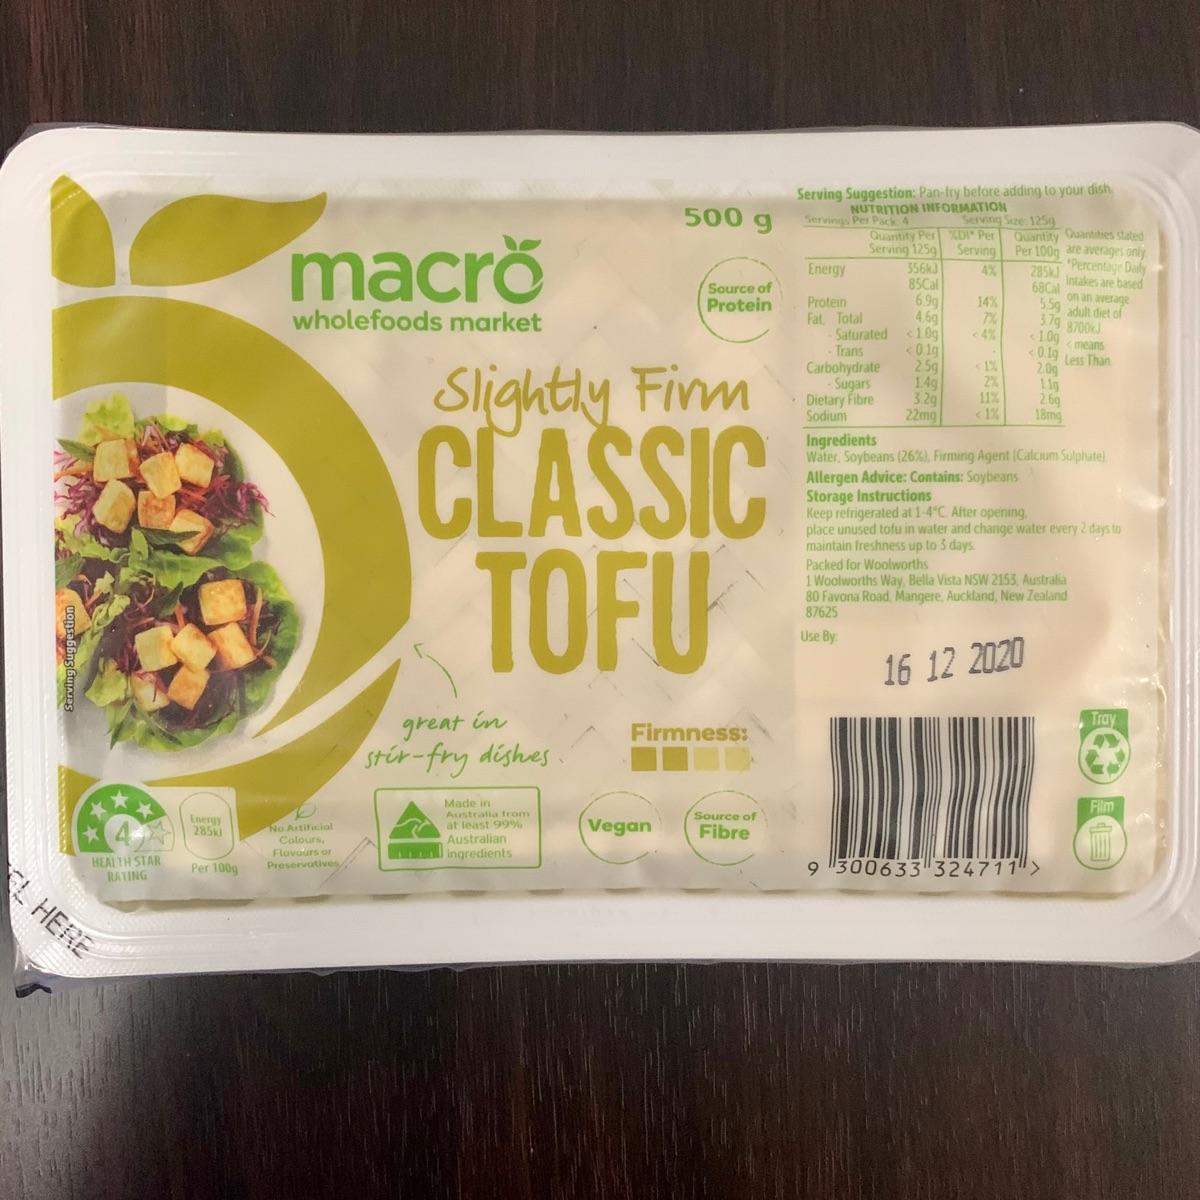 500 g
macro
wholefoods market
Source of
Protein
Slightly Firm
CLASSIC
TOFU
great in
stir-fry dishes
Firmness:
Serving Suggestion
4
HEALTH STAR
RATING
Energy
285kJ
Per 100g
No Artificial
Colours,
Flavours or
Preservatives
Made in
Australia from
at least 99%
Australian
ingredients
Vegan
Source of
Fibre
HERE
Serving Suggestion: Pan-fry before adding to your dish.
NUTRITION INFORMATION
Servings Per Pack: 4 Serving Size: 125g
Quantity Per Serving 125g %DI* Per Serving Quantity Per 100g
Energy 356kJ 4% 285kJ
85Cal 68Cal
Protein 6.9g 14% 5.5g
Fat, Total 4.6g 7% 3.7g
- Saturated < 1.0g < 4% < 1.0g
- Trans < 0.1g - < 0.1g
Carbohydrate 2.5g < 1% 2.0g
- Sugars 1.4g 2% 1.1g
Dietary Fibre 3.2g 11% 2.6g
Sodium 22mg < 1% 18mg
Quantities stated
are averages only.
*Percentage Daily
Intakes are based
on an average
adult diet of
8700kJ.
< means
Less Than.
Ingredients
Water, Soybeans (26%), Firming Agent (Calcium Sulphate).
Allergen Advice: Contains: Soybeans
Storage Instructions
Keep refrigerated at 1-4°C. After opening,
place unused tofu in water and change water every 2 days to
maintain freshness up to 3 days.
Packed for Woolworths
1 Woolworths Way, Bella Vista NSW 2153, Australia
80 Favona Road, Mangere, Auckland, New Zealand
87625
Use By:
16 12 2020
9 300633 324711 >
Tray
Film